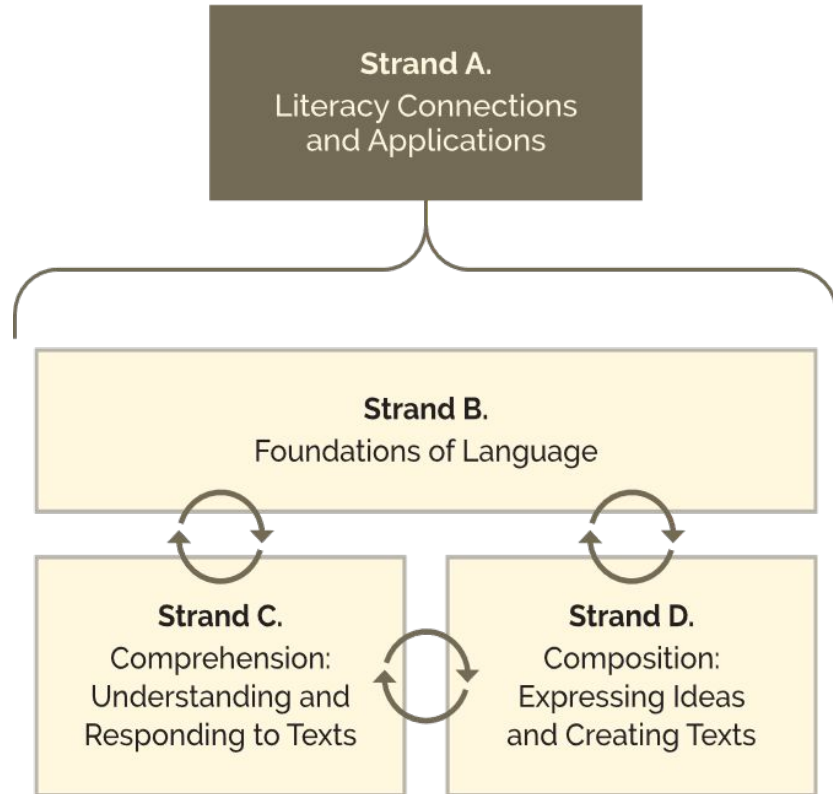 Strand A.
Literacy Connections
and Applications
Strand B.
Foundations of Language
Strand C.
Comprehension:
Understanding and
Responding to Texts
Strand D.
Composition:
Expressing Ideas
and Creating Texts